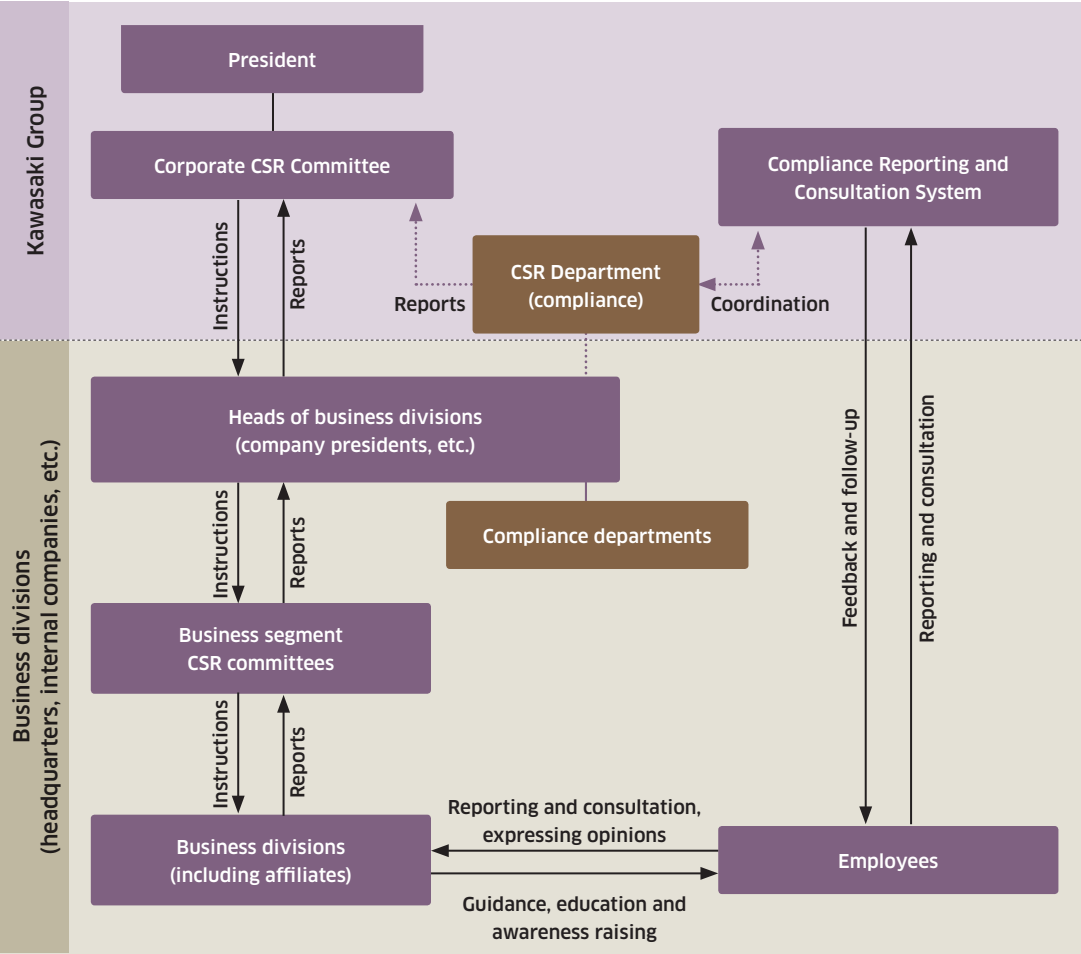 Kawasaki Group
President
Corporate CSR Committee
Compliance Reporting and
Consultation System
Instructions
Reports
CSR Department
(compliance)
Reports
Coordination
Business divisions
(headquarters, internal companies, etc.)
Heads of business divisions
(company presidents, etc.)
Instructions
Reports
Compliance departments
Feedback and follow-up
Reporting and consultation
Business segment
CSR committees
Instructions
Reports
Business divisions
(including affiliates)
Reporting and consultation,
expressing opinions
Guidance, education and
awareness raising
Employees